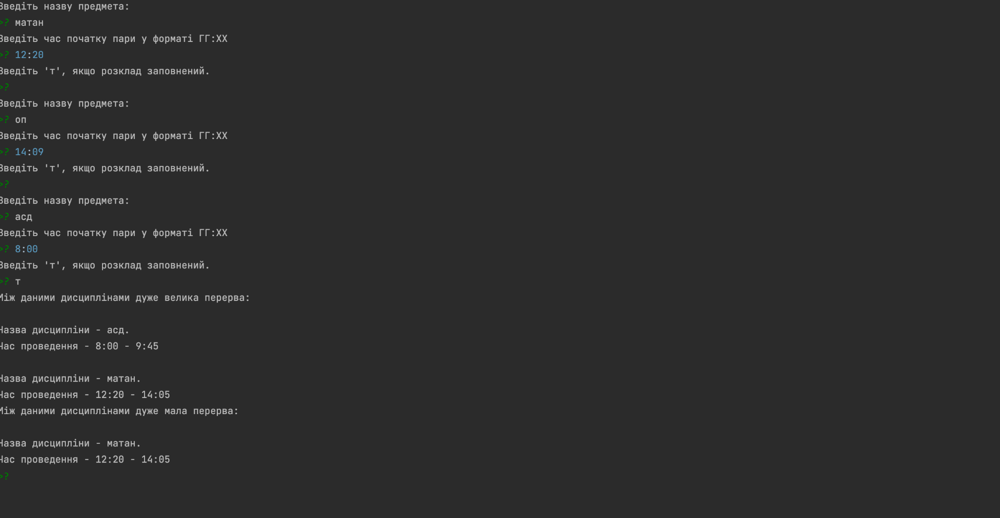 Введіть назву предмета:
>? матан
Введіть час початку пари у форматі ГГ:ХХ
>? 12:20
Введіть 'т', якщо розклад заповнений.
>?
Введіть назву предмета:
>? оп
Введіть час початку пари у форматі ГГ:ХХ
>? 14:09
Введіть 'т', якщо розклад заповнений.
>?
Введіть назву предмета:
>? асд
Введіть час початку пари у форматі ГГ:ХХ
>? 8:00
Введіть 'т', якщо розклад заповнений.
>? т
Між даними дисциплінами дуже велика перерва:
Назва дисципліни - асд.
Час проведення - 8:00 - 9:45
Назва дисципліни - матан.
Час проведення - 12:20 - 14:05
Між даними дисциплінами дуже мала перерва:
Назва дисципліни - матан.
Час проведення - 12:20 - 14:05
>?